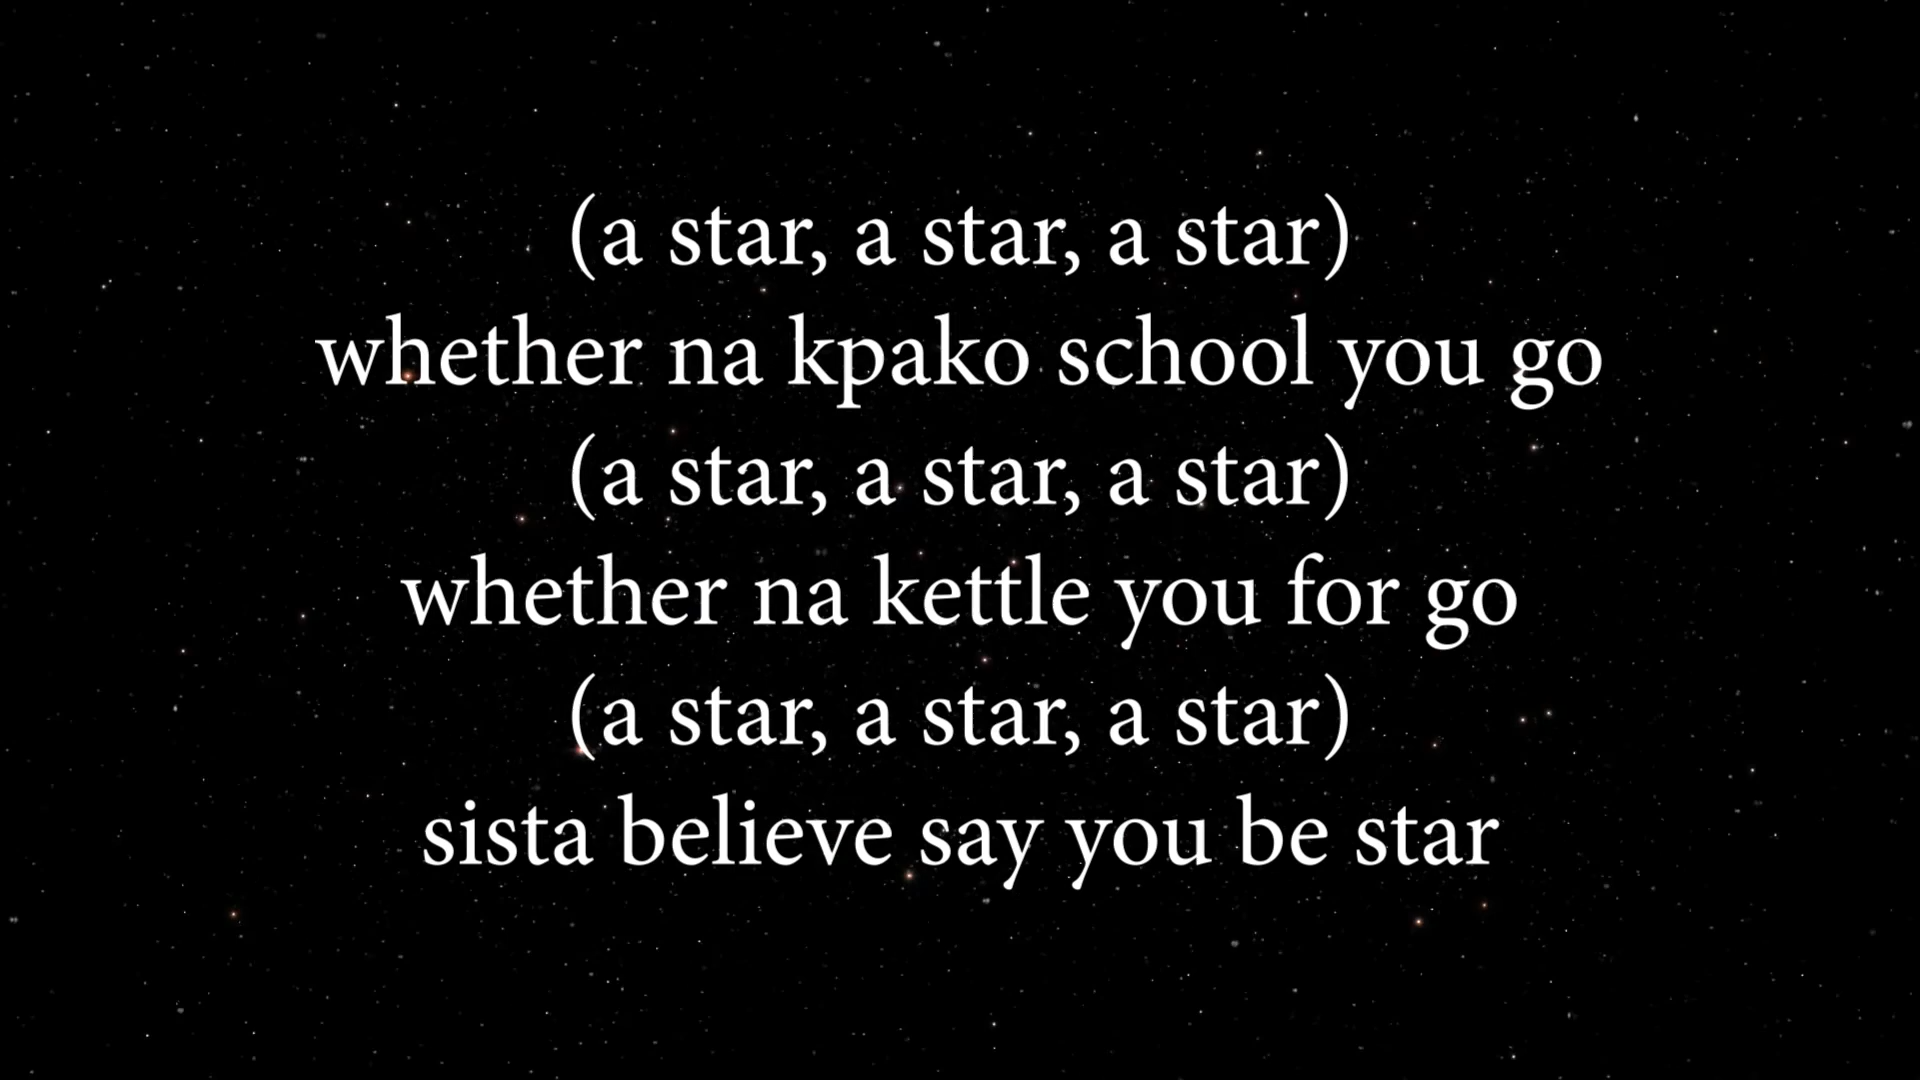 (a star, a star, a star)
whether na kpako school you go
(a star, a star, a star)
whether na kettle you for go
(a star, a star, a star)
sista believe say you be star